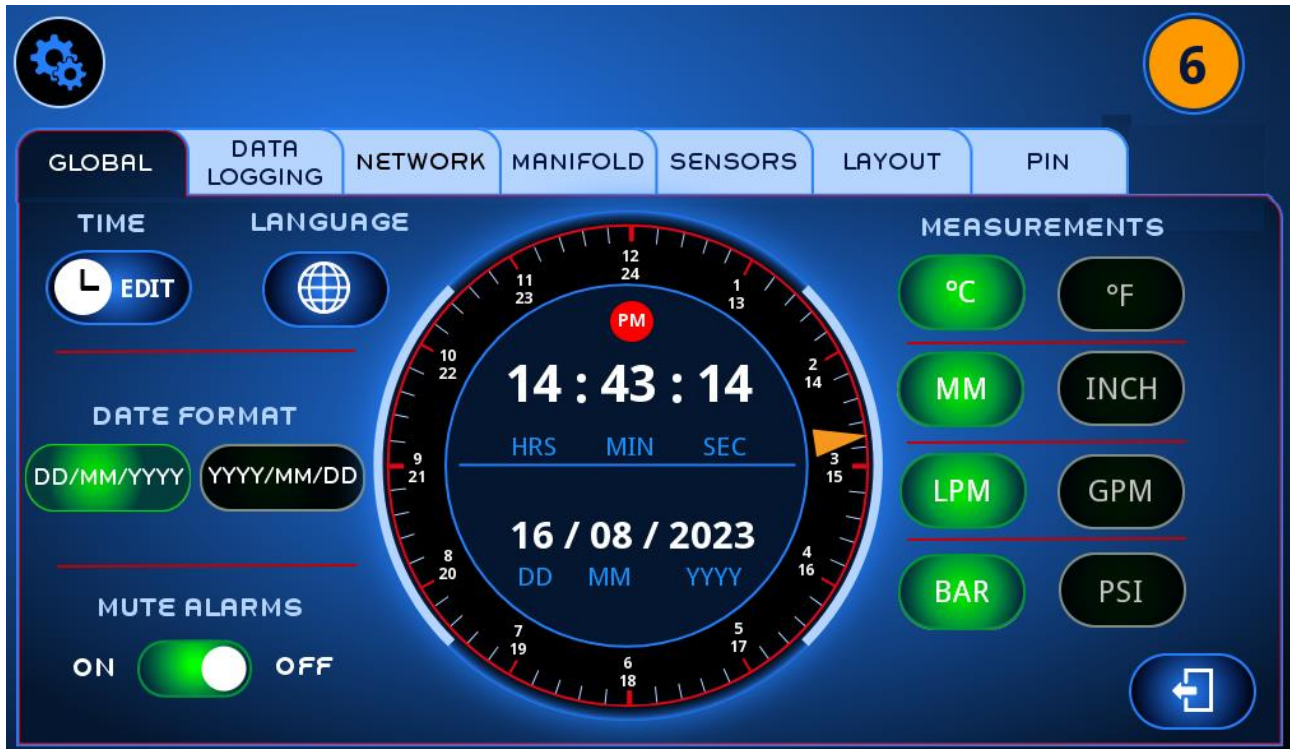 6
GLOBAL
DATA
LOGGING
NETWORK
MANIFOLD
SENSORS
LAYOUT
PIN
TIME
LANGUAGE
EDIT
DATE FORMAT
DD/MM/YYYY
YYYY/MM/DD
MUTE ALARMS
ON
OFF
12
24
1
13
2
14
3
15
4
16
5
17
6
18
7
19
8
20
9
21
10
22
11
23
PM
14 : 43 : 14
HRS MIN SEC
16 / 08 / 2023
DD MM YYYY
MEASUREMENTS
°C
°F
MM
INCH
LPM
GPM
BAR
PSI